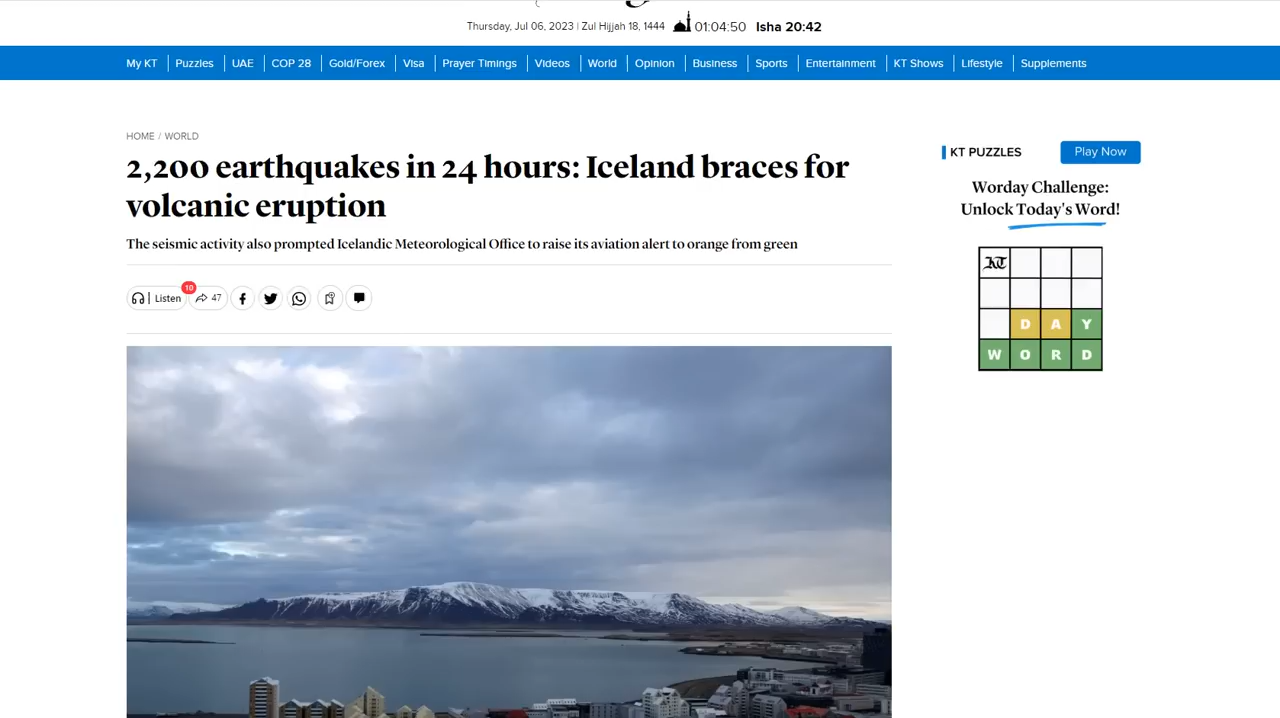 Thursday, Jul 06, 2023 | Zul Hijjah 18, 1444 01:04:50 Isha 20:42
My KT Puzzles UAE COP 28 Gold/Forex Visa Prayer Timings Videos World Opinion Business Sports Entertainment KT Shows Lifestyle Supplements
HOME / WORLD
2,200 earthquakes in 24 hours: Iceland braces for
volcanic eruption
The seismic activity also prompted Icelandic Meteorological Office to raise its aviation alert to orange from green
Listen 10 47
KT PUZZLES Play Now
Worday Challenge:
Unlock Today's Word!
KT
D A Y
W O R D